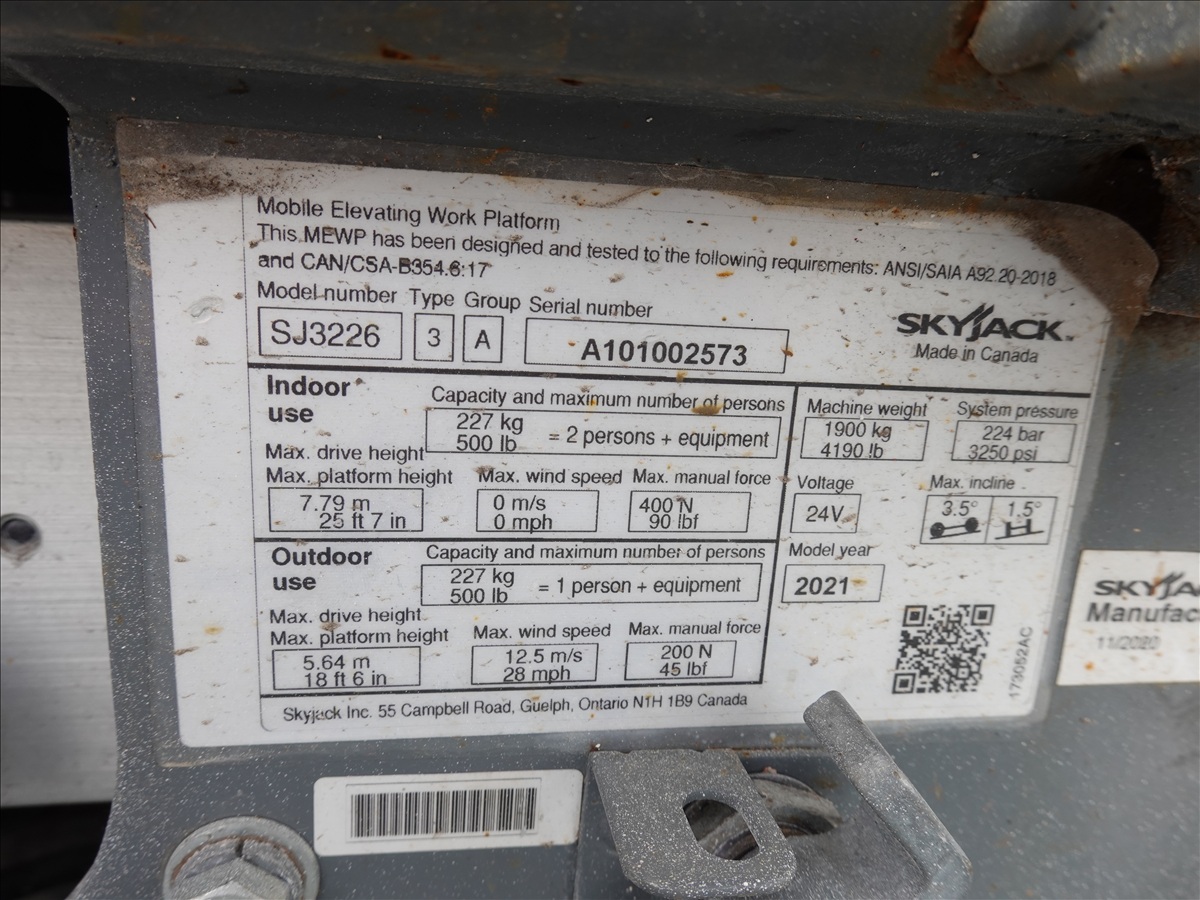 Mobile Elevating Work Platform
This MEWP has been designed and tested to the following requirements: ANSI/SAIA A92.20-2018
and CAN/CSA-B354.6:17
Model number Type Group Serial number
SJ3226 3 A A101002573
SKYJACK
Made in Canada
Indoor use
Capacity and maximum number of persons
227 kg
500 lb = 2 persons + equipment
Max. drive height
Max. platform height
7.79 m
25 ft 7 in
Max. wind speed
0 m/s
0 mph
Max. manual force
400 N
90 lbf
Machine weight
1900 kg
4190 lb
System pressure
224 bar
3250 psi
Voltage
24V
Max. incline
3.5° 1.5°
Model year
2021
Outdoor use
Capacity and maximum number of persons
227 kg
500 lb = 1 person + equipment
Max. drive height
Max. platform height
5.64 m
18 ft 6 in
Max. wind speed
12.5 m/s
28 mph
Max. manual force
200 N
45 lbf
173052AC
Skyjack Inc. 55 Campbell Road, Guelph, Ontario N1H 1B9 Canada
SKYJA
Manufac
11/2020